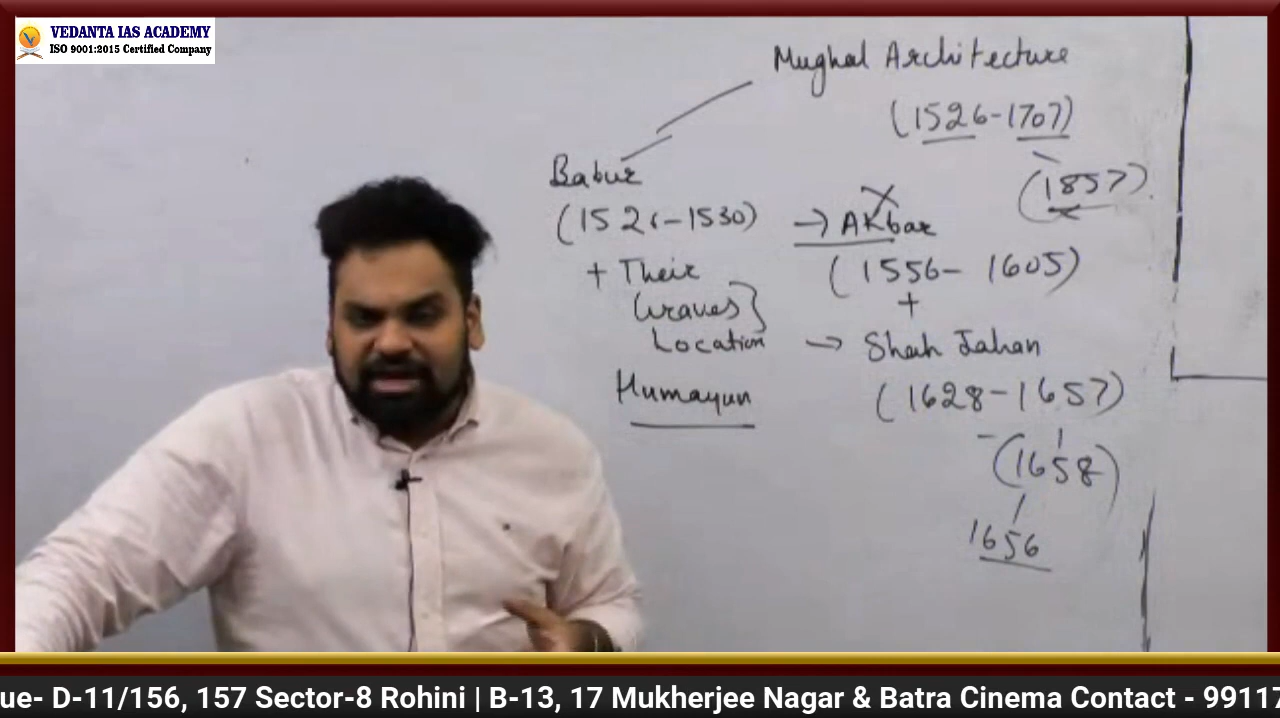 VEDANTA IAS ACADEMY
ISO 9001:2015 Certified Company
Mughal Architecture
(1526-1707)
(1857)
Babur
(1526-1530)
+ Their
Graves}
Location
Humayun
→ Akbar
(1556- 1605)
+
→ Shah Jahan
(1628-1657)
(1658)
1656
ue- D-11/156, 157 Sector-8 Rohini | B-13, 17 Mukherjee Nagar & Batra Cinema Contact - 99117